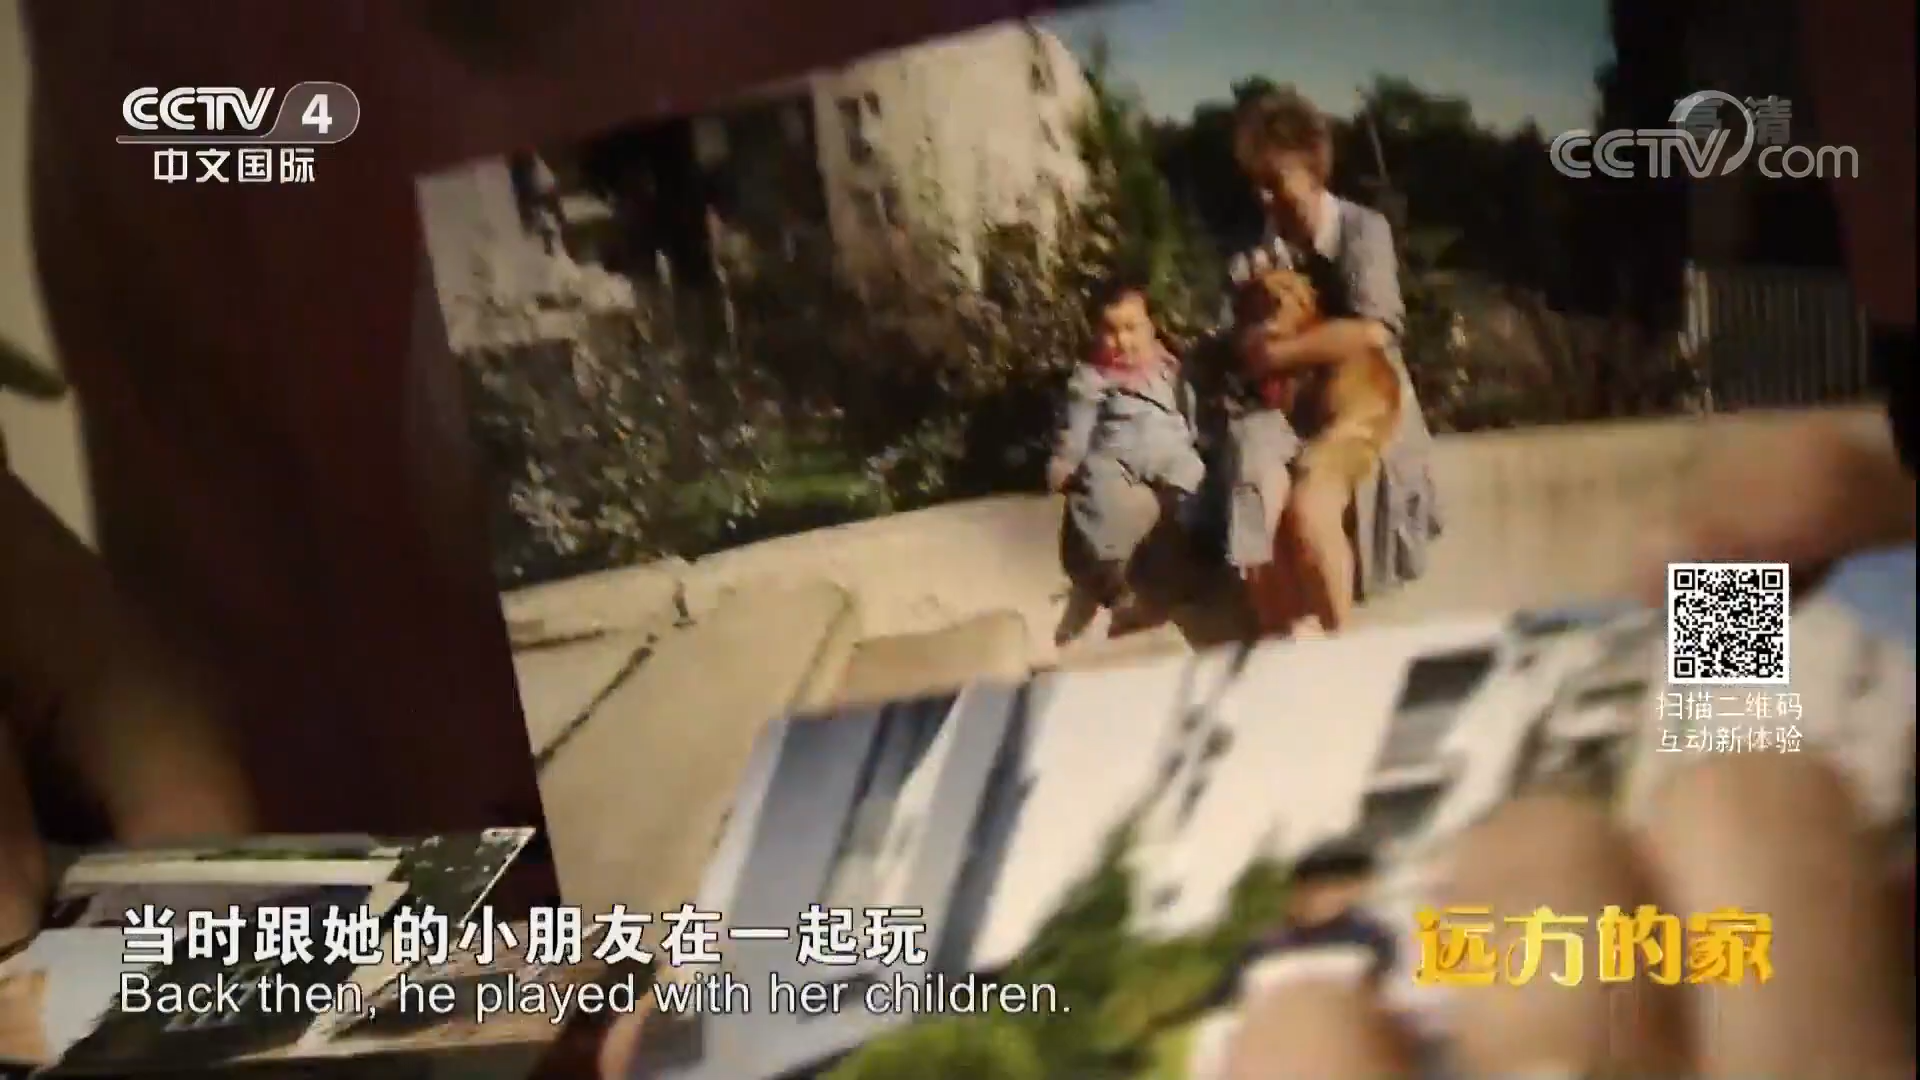 CCTV 4
中文国际
高清
CCTV com
扫描二维码
互动新体验
当时跟她的小朋友在一起玩
Back then, he played with her children.
远方的家